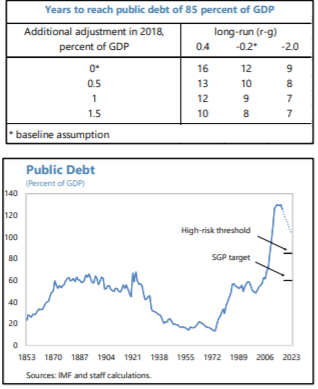 Years to reach public debt of 85 percent of GDP
Additional adjustment in 2018, long-run (r-g)
percent of GDP 0.4 -0.2* -2.0
0* 16 12 9
0.5 13 10 8
1 12 9 7
1.5 10 8 7
* baseline assumption
Public Debt
(Percent of GDP)
140
120
100
80
60
40
20
0
High-risk threshold
SGP target
1853 1870 1887 1904 1921 1938 1955 1972 1989 2006 2023
Sources: IMF and staff calculations.